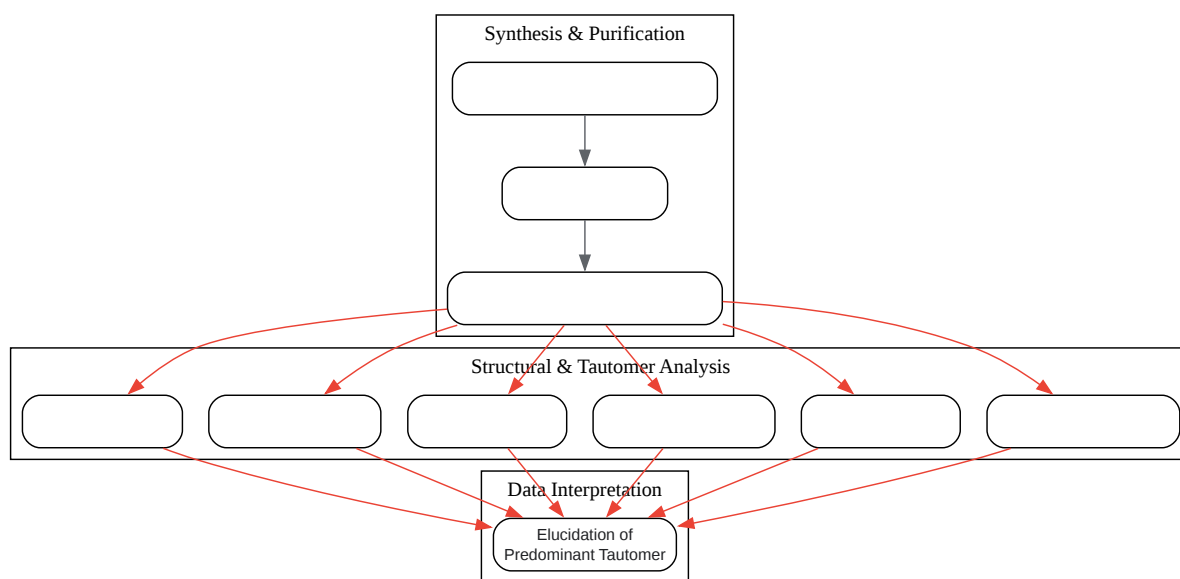 Synthesis & Purification
Structural & Tautomer Analysis
Data Interpretation
Elucidation of
Predominant Tautomer